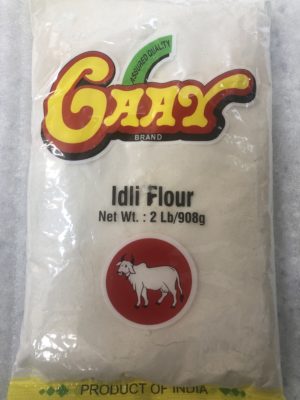 ASSURED QUALITY
GAAY
BRAND
Idli Flour
Net Wt. : 2 Lb/908g
PRODUCT OF INDIA